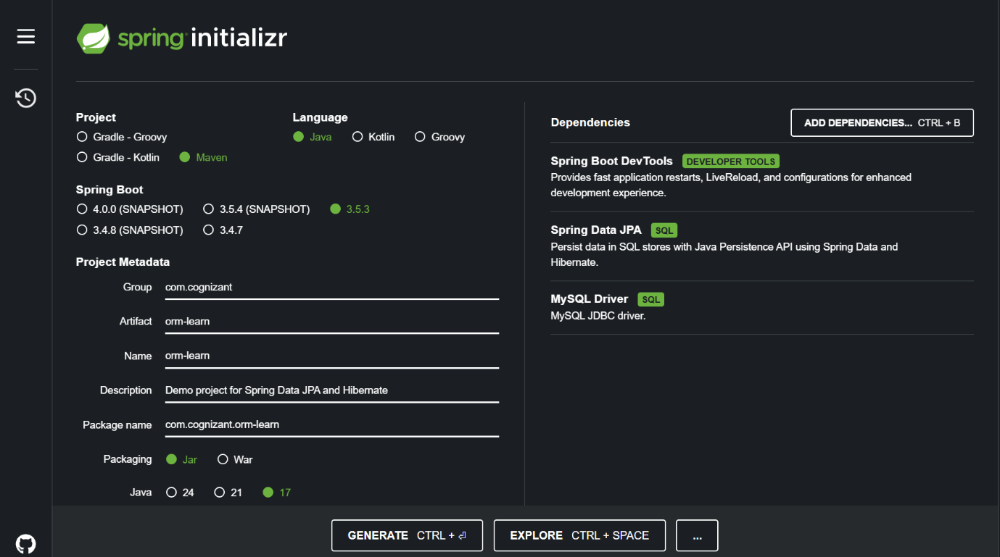 spring initializr
Project
Gradle - Groovy
Gradle - Kotlin Maven
Language
Java Kotlin Groovy
Spring Boot
4.0.0 (SNAPSHOT) 3.5.4 (SNAPSHOT) 3.5.3
3.4.8 (SNAPSHOT) 3.4.7
Project Metadata
Group com.cognizant
Artifact orm-learn
Name orm-learn
Description Demo project for Spring Data JPA and Hibernate
Package name com.cognizant.orm-learn
Packaging Jar War
Java 24 21 17
Dependencies ADD DEPENDENCIES... CTRL + B
Spring Boot DevTools DEVELOPER TOOLS
Provides fast application restarts, LiveReload, and configurations for enhanced
development experience.
Spring Data JPA SQL
Persist data in SQL stores with Java Persistence API using Spring Data and
Hibernate.
MySQL Driver SQL
MySQL JDBC driver.
GENERATE CTRL + ⏎ EXPLORE CTRL + SPACE ...